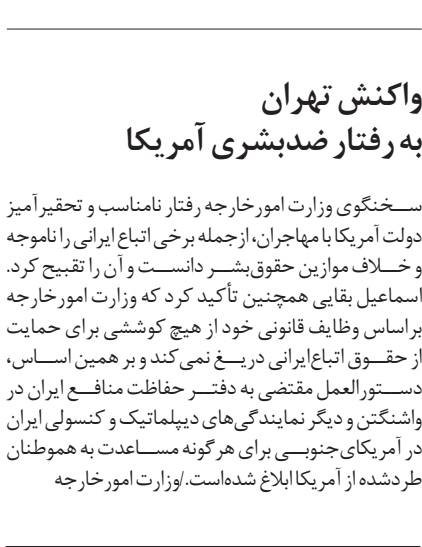 واکنش تهران
به رفتار ضدبشری آمریکا
سخنگوی وزارت امورخارجه رفتار نامناسب و تحقیرآمیز
دولت آمریکا با مهاجران، ازجمله برخی اتباع ایرانی را ناموجه
و خلاف موازین حقوق‌بشر دانست و آن را تقبیح کرد.
اسماعیل بقایی همچنین تأکید کرد که وزارت امورخارجه
براساس وظایف قانونی خود از هیچ کوششی برای حمایت
از حقوق اتباع ایرانی دریغ نمی‌کند و بر همین اساس،
دستورالعمل مقتضی به دفتر حفاظت منافع ایران در
واشنگتن و دیگر نمایندگی‌های دیپلماتیک و کنسولی ایران
در آمریکای جنوبی برای هرگونه مساعدت به هموطنان
طردشده از آمریکا ابلاغ شده‌است./وزارت امورخارجه